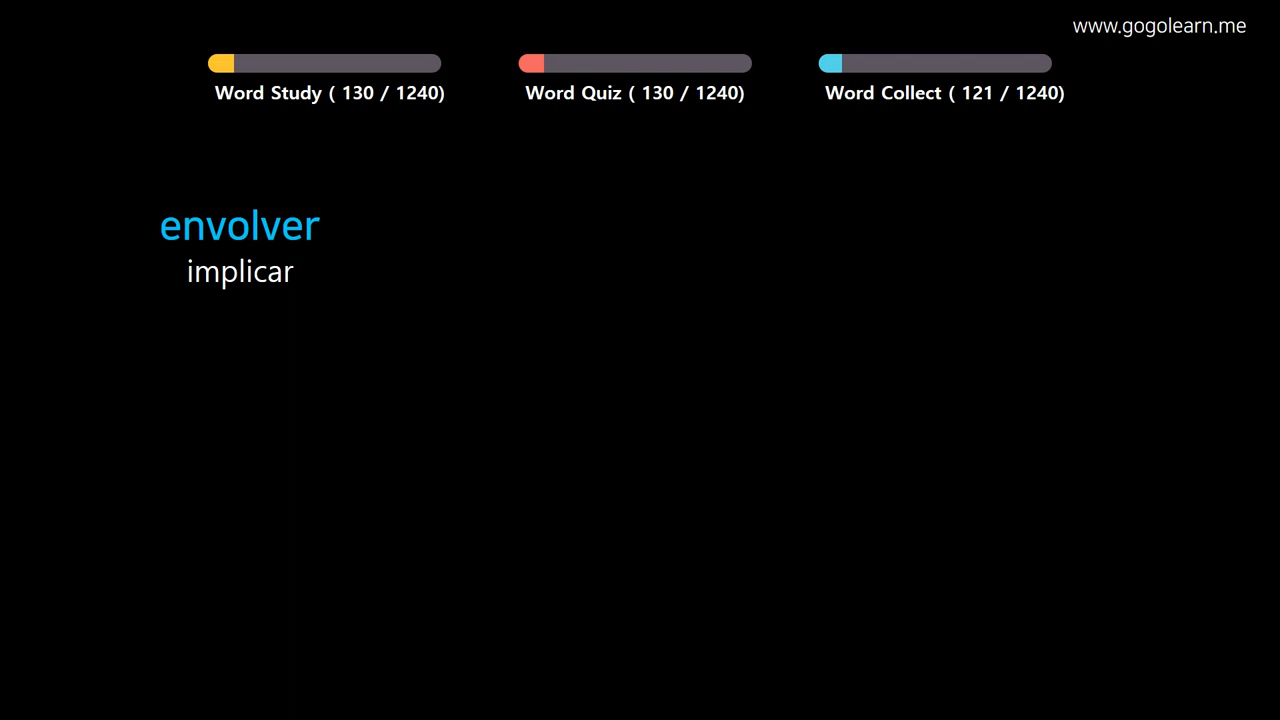 www.gogolearn.me
Word Study ( 130 / 1240)
Word Quiz ( 130 / 1240)
Word Collect ( 121 / 1240)
envolver
implicar